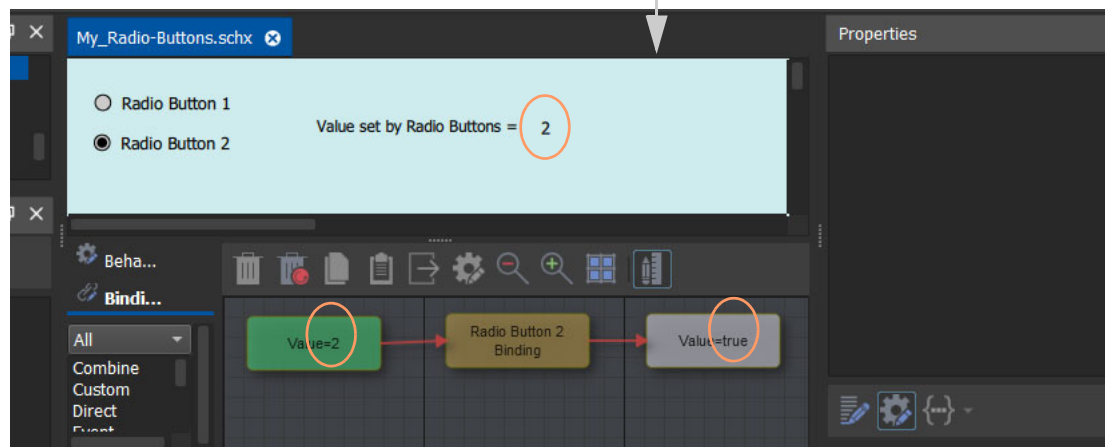 My_Radio-Buttons.schx
Properties
Radio Button 1
Value set by Radio Buttons = 2
Radio Button 2
Beha...
Bindi...
All
Combine
Custom
Direct
Event
Value=2
Radio Button 2
Binding
Value=true